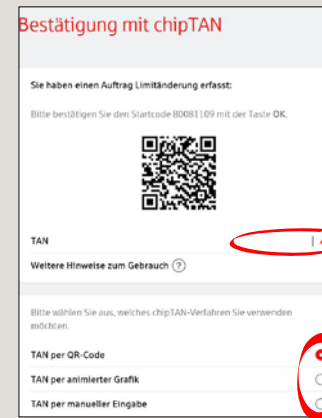 Bestätigung mit chipTAN
Sie haben einen Auftrag Limitänderung erfasst:
Bitte bestätigen Sie den Startcode 80081109 mit der Taste OK.
TAN
Weitere Hinweise zum Gebrauch ?
Bitte wählen Sie aus, welches chipTAN-Verfahren Sie verwenden
möchten.
TAN per QR-Code
TAN per animierter Grafik
TAN per manueller Eingabe